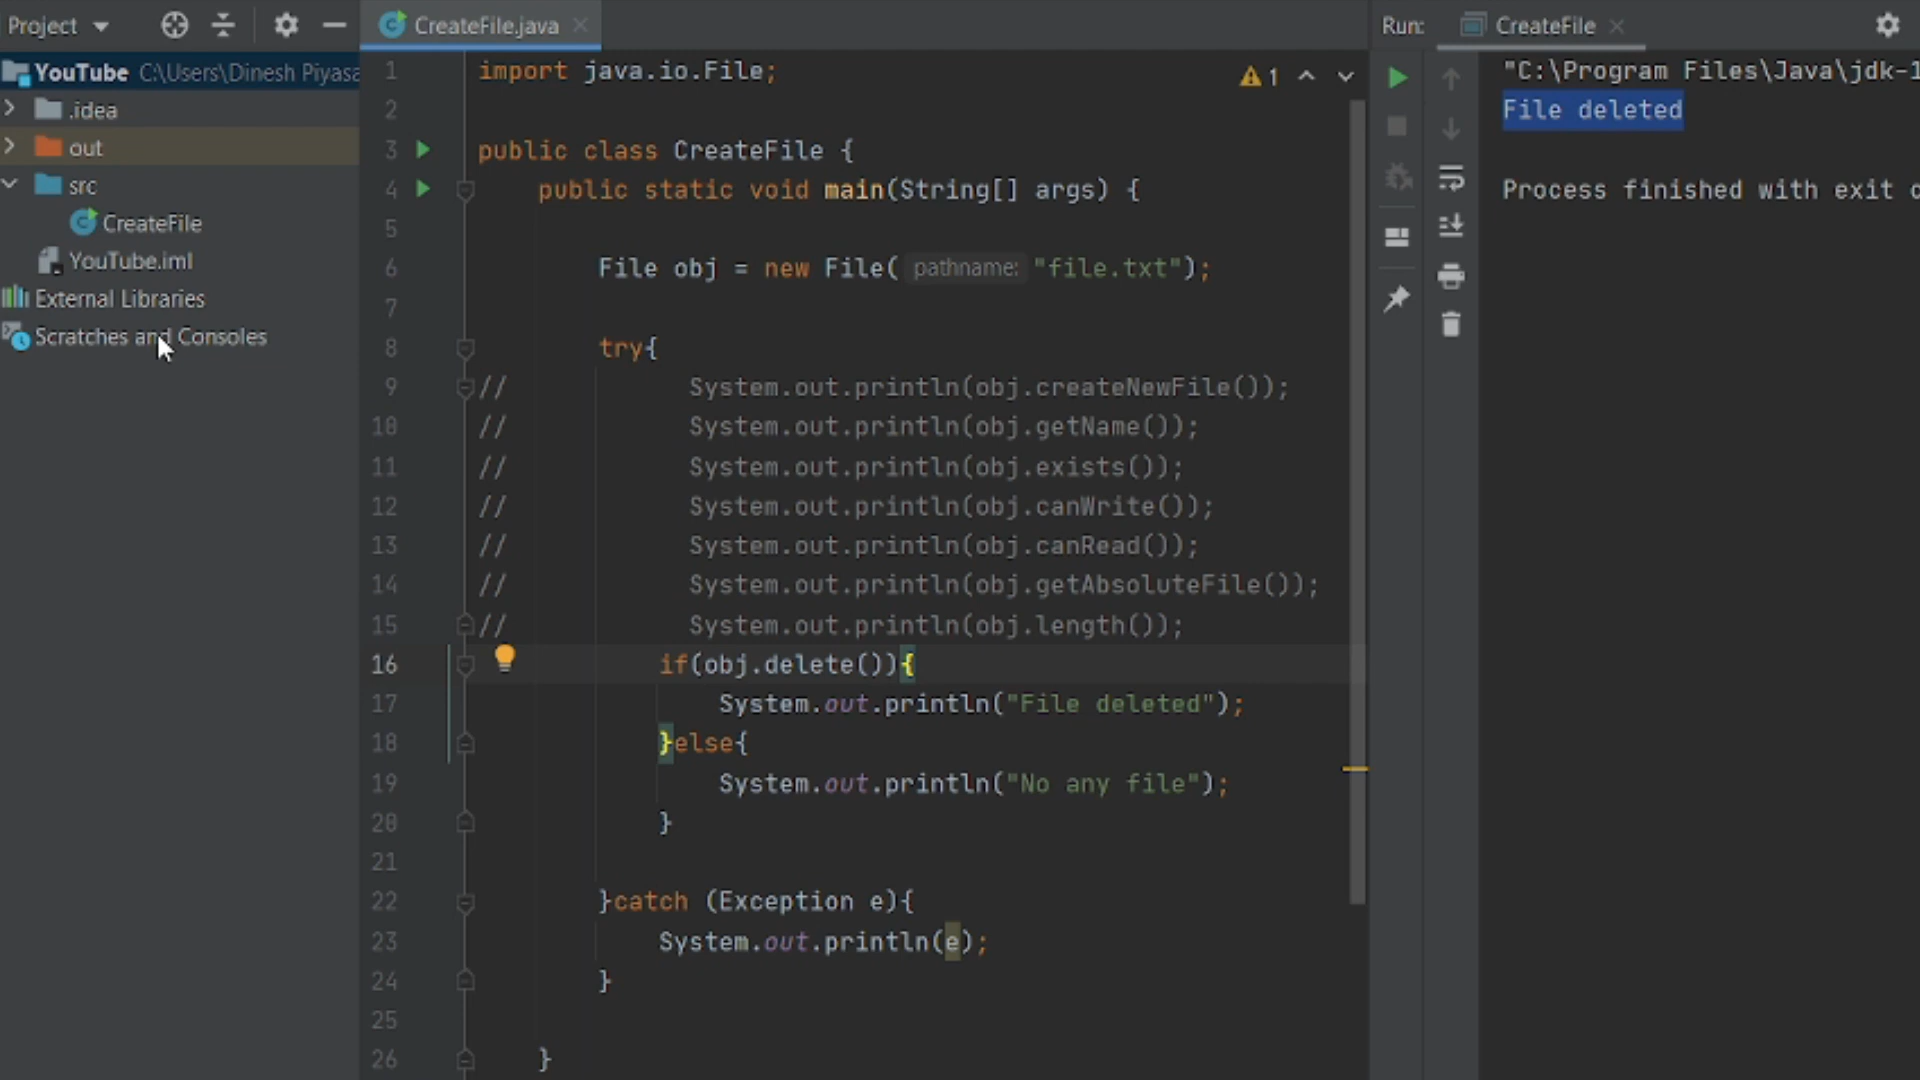 Project
YouTube C:\Users\Dinesh Piyasa
.idea
out
src
CreateFile
YouTube.iml
External Libraries
Scratches and Consoles
CreateFile.java
1
1 import java.io.File;
2
3 public class CreateFile {
4 public static void main(String[] args) {
5
6 File obj = new File( pathname: "file.txt");
7
8 try{
9 // System.out.println(obj.createNewFile());
10 // System.out.println(obj.getName());
11 // System.out.println(obj.exists());
12 // System.out.println(obj.canWrite());
13 // System.out.println(obj.canRead());
14 // System.out.println(obj.getAbsoluteFile());
15 // System.out.println(obj.length());
16 if(obj.delete()){
17 System.out.println("File deleted");
18 }else{
19 System.out.println("No any file");
20 }
21
22 }catch (Exception e){
23 System.out.println(e);
24 }
25
26 }
Run: CreateFile
"C:\Program Files\Java\jdk-1
File deleted
Process finished with exit c